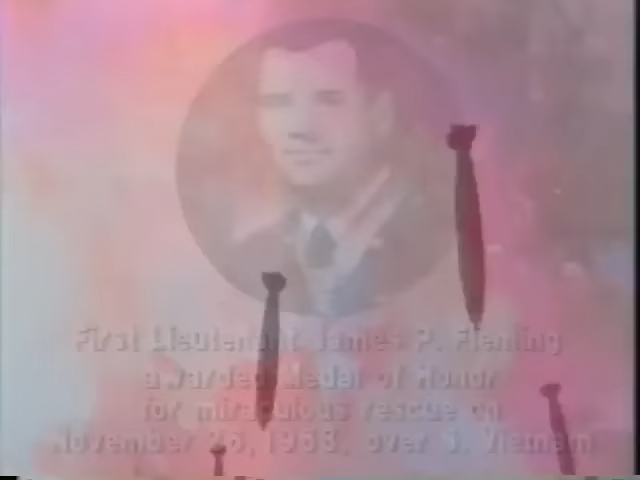 First Lieutenant James P. Fleming
awarded Medal of Honor
for miraculous rescue on
November 26, 1968, over S. Vietnam